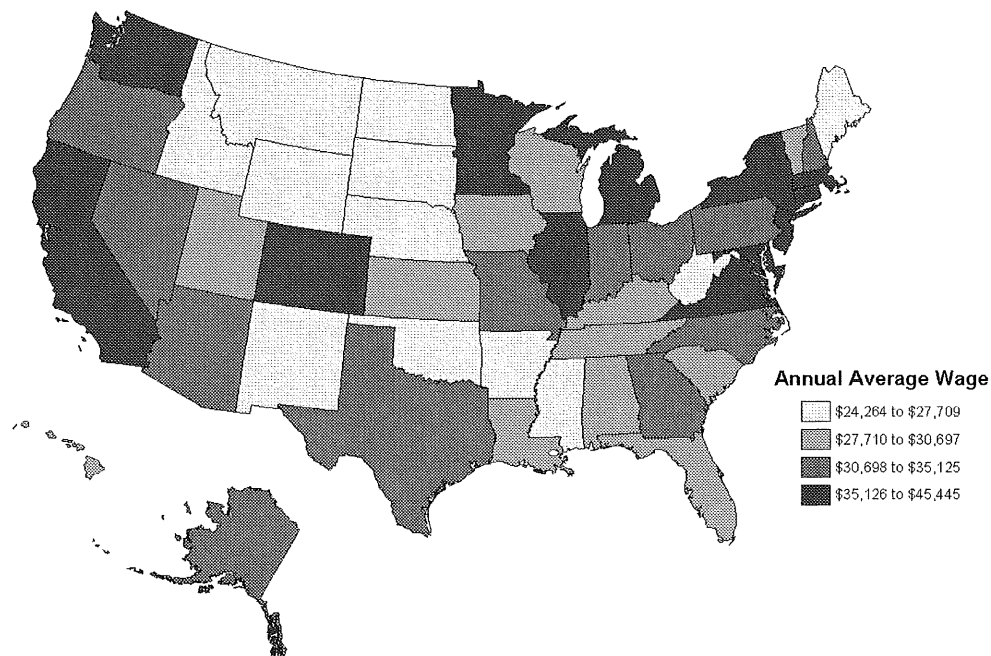 Annual Average Wage
$24,264 to $27,709
$27,710 to $30,697
$30,698 to $35,125
$35,126 to $45,445